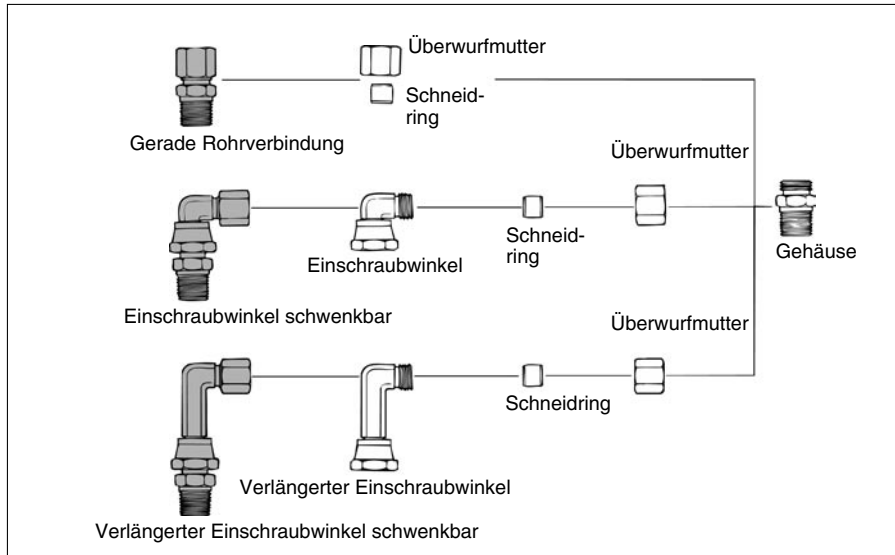 Überwurfmutter
Schneid-
ring
Gerade Rohrverbindung
Überwurfmutter
Schneid-
ring
Einschraubwinkel
Gehäuse
Einschraubwinkel schwenkbar
Überwurfmutter
Schneidring
Verlängerter Einschraubwinkel
Verlängerter Einschraubwinkel schwenkbar